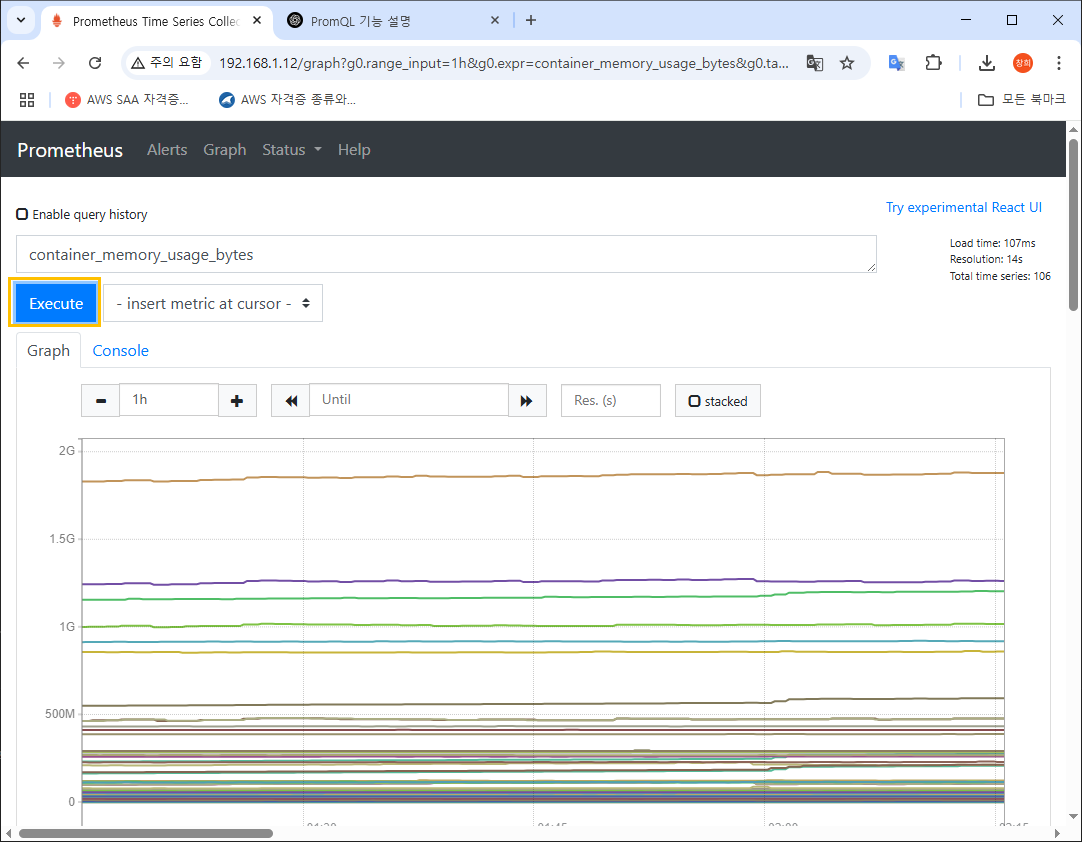 Prometheus Time Series Collec
PromQL 기능 설명
주의 요함
192.168.1.12/graph?g0.range_input=1h&g0.expr=container_memory_usage_bytes&g0.ta...
창희
AWS SAA 자격증...
AWS 자격증 종류와...
모든 북마크
Prometheus Alerts Graph Status Help
Enable query history
Try experimental React UI
container_memory_usage_bytes
Load time: 107ms
Resolution: 14s
Total time series: 106
Execute
- insert metric at cursor -
Graph Console
1h
Until
Res. (s)
stacked
2G
1.5G
1G
500M
0
01:45